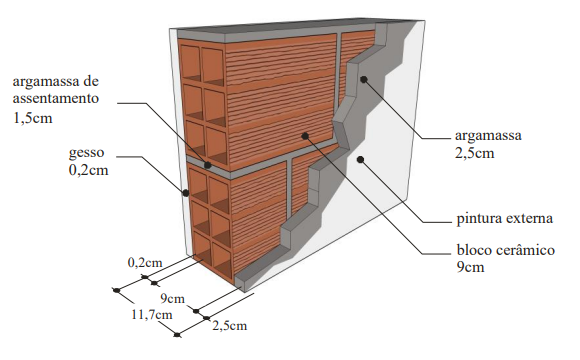 argamassa de
assentamento
1,5cm
gesso
0,2cm
argamassa
2,5cm
pintura externa
bloco cerâmico
9cm
0,2cm
9cm
11,7cm
2,5cm